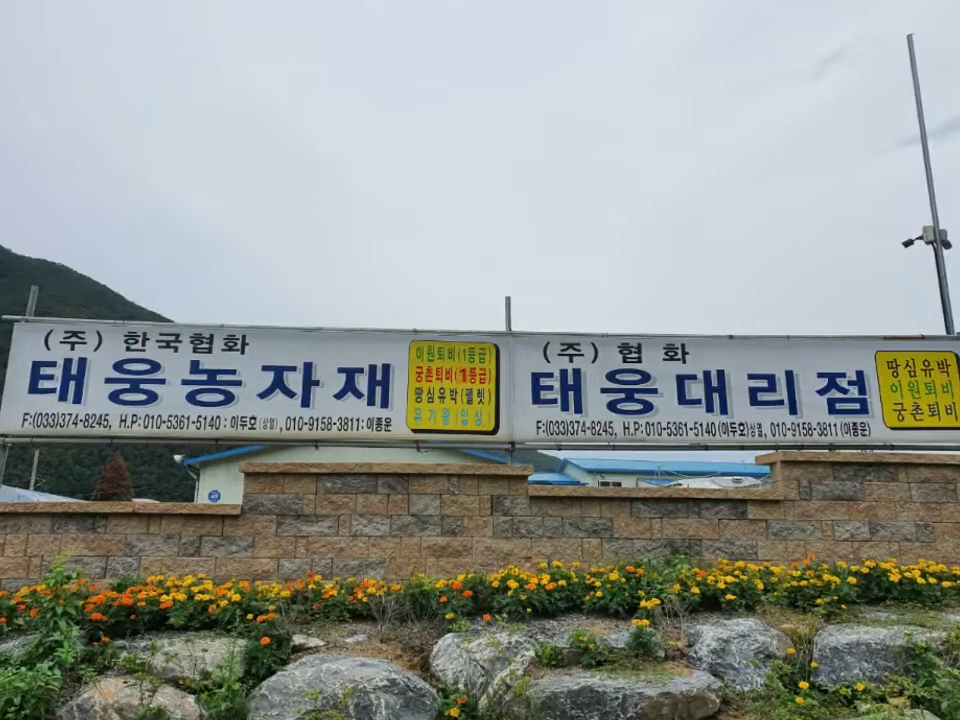 (주) 한국협화
태웅농자재
F:(033)374-8245, H.P:010-5361-5140 : 이두호(상열), 010-9158-3811: 이종운
이원퇴비(1등급)
궁촌퇴비(1등급)
땅심유박(펠렛)
유기월(입상)
(주) 협 화
태웅대리점
F:(033)374-8245, H.P:010-5361-5140(이두호)상열, 010-9158-3811(이종운)
땅심유박
이원퇴비
궁촌퇴비